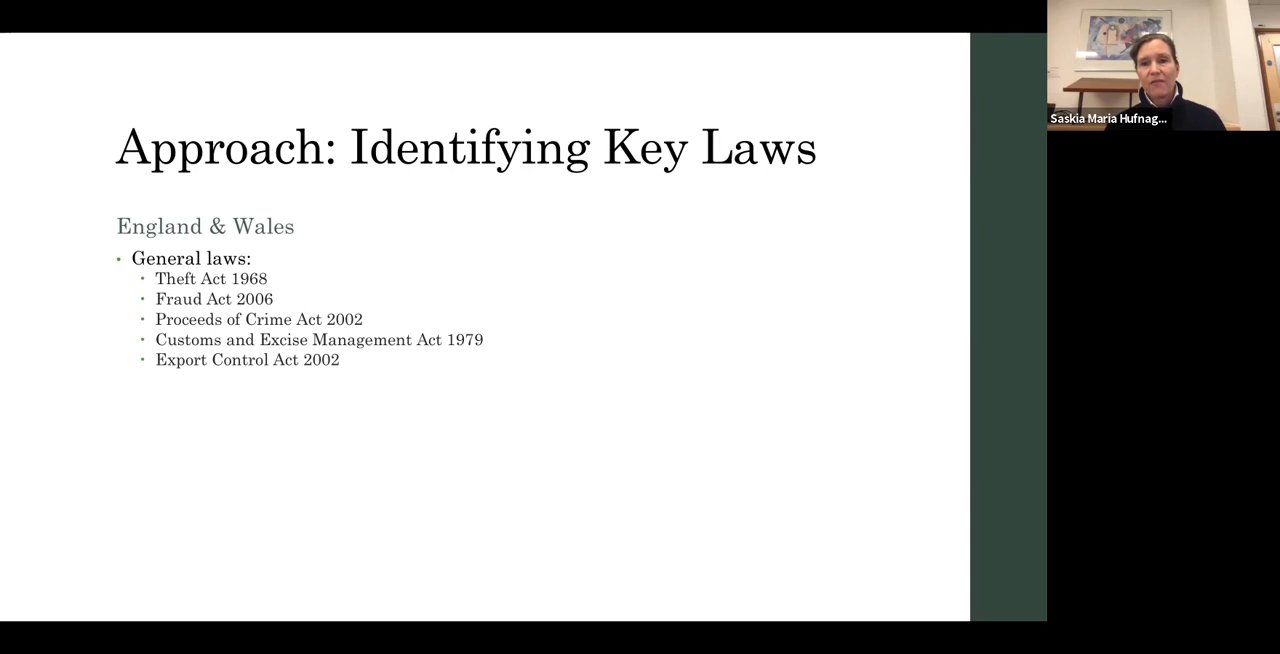 Approach: Identifying Key Laws
England & Wales
• General laws:
• Theft Act 1968
• Fraud Act 2006
• Proceeds of Crime Act 2002
• Customs and Excise Management Act 1979
• Export Control Act 2002
Saskia Maria Hufnag...